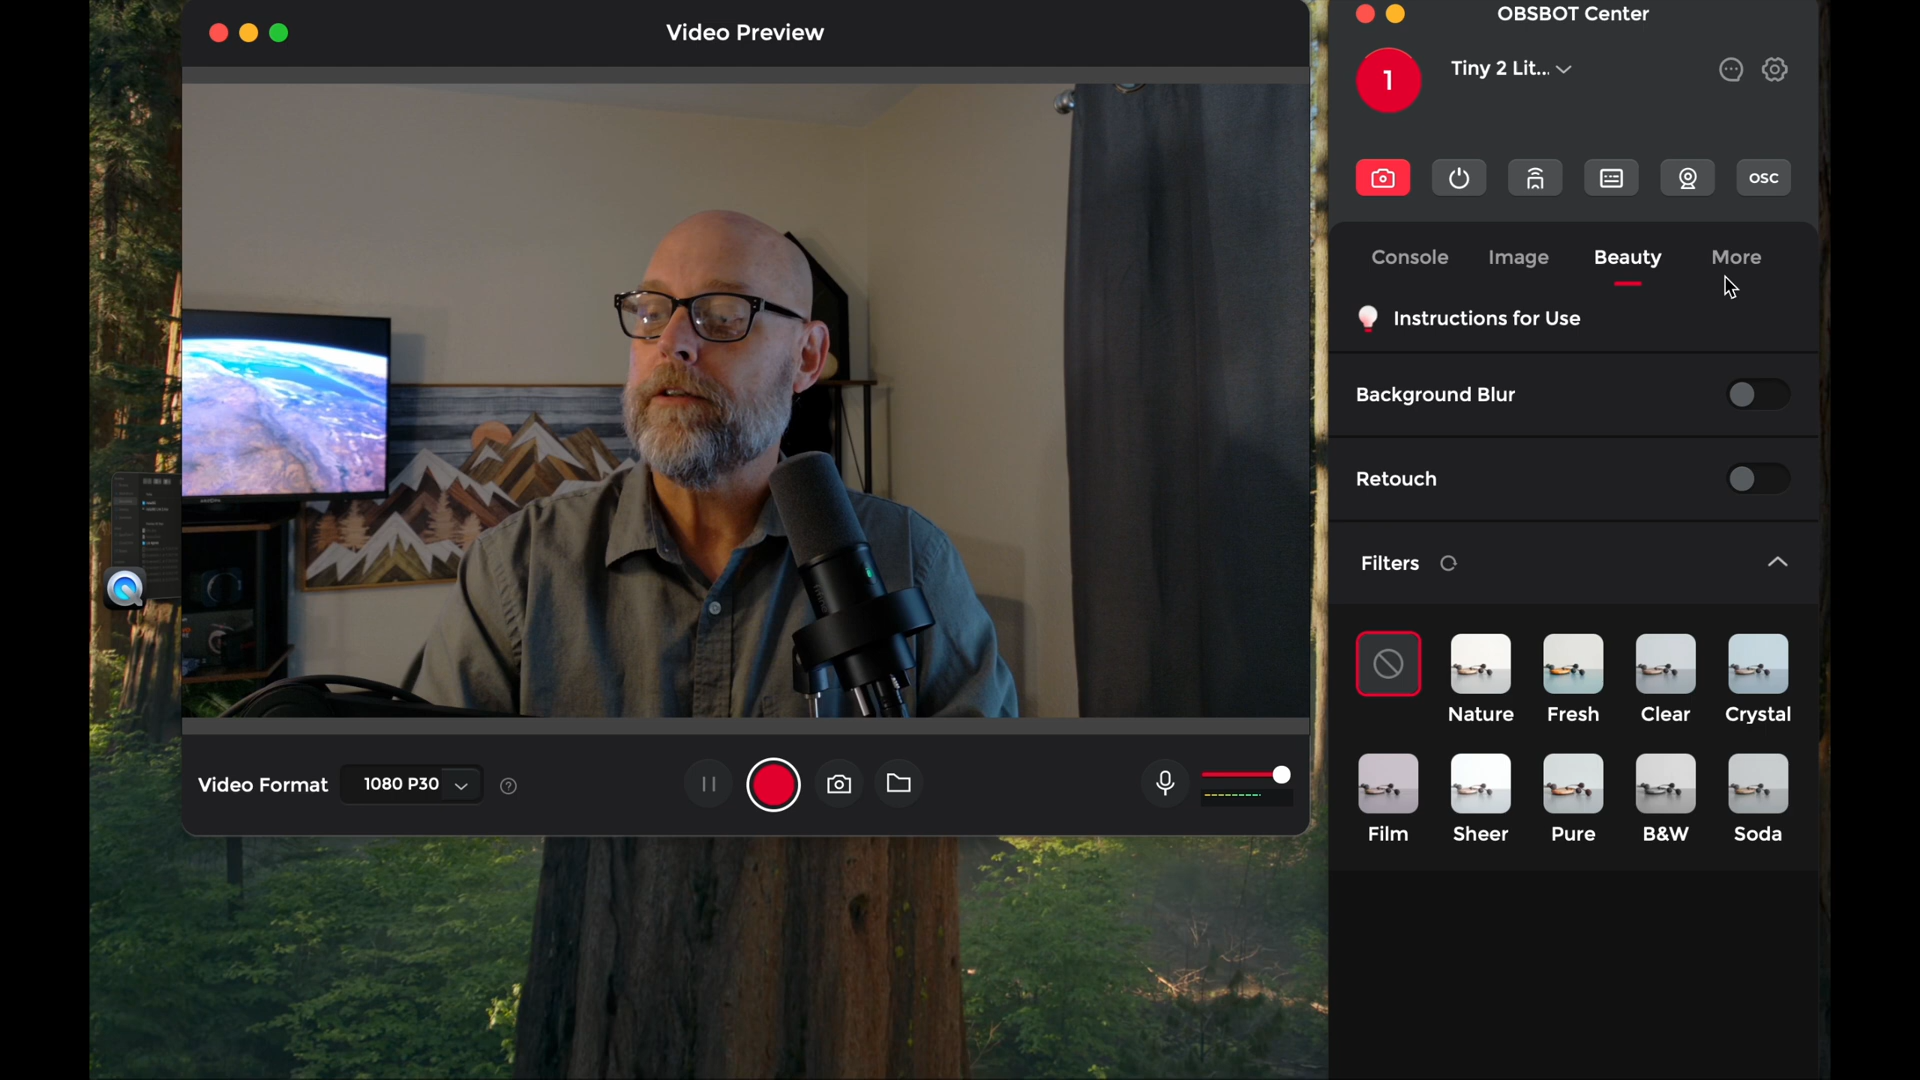 Video Preview
Video Format
1080 P30
OBSBOT Center
1
Tiny 2 Lit...
OSC
Console
Image
Beauty
More
Instructions for Use
Background Blur
Retouch
Filters
Nature
Fresh
Clear
Crystal
Film
Sheer
Pure
B&W
Soda